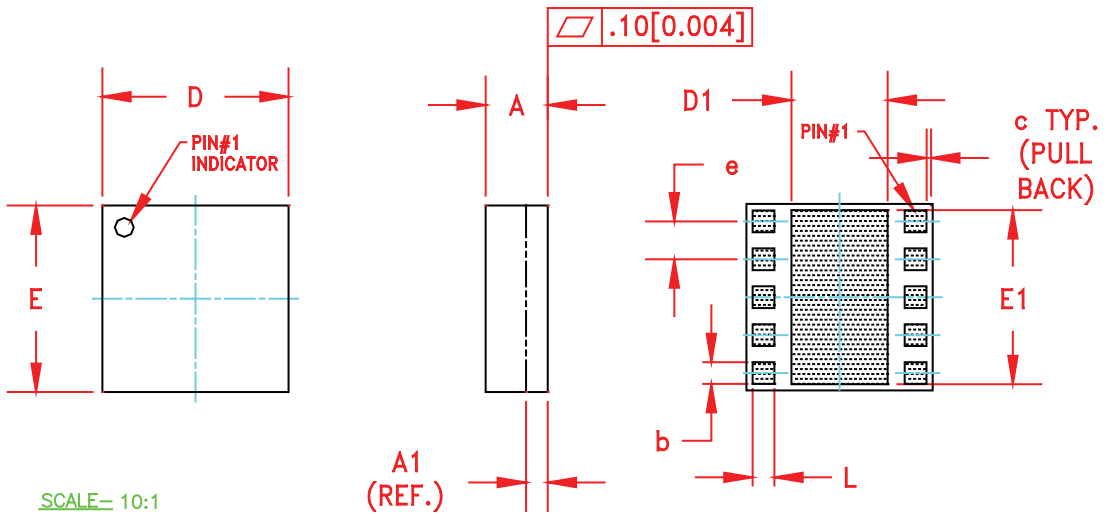 .10[0.004]
D
A
D1
c TYP.
(PULL
BACK)
PIN#1
INDICATOR
PIN#1
e
E
E1
b
A1
(REF.)
L
SCALE- 10:1